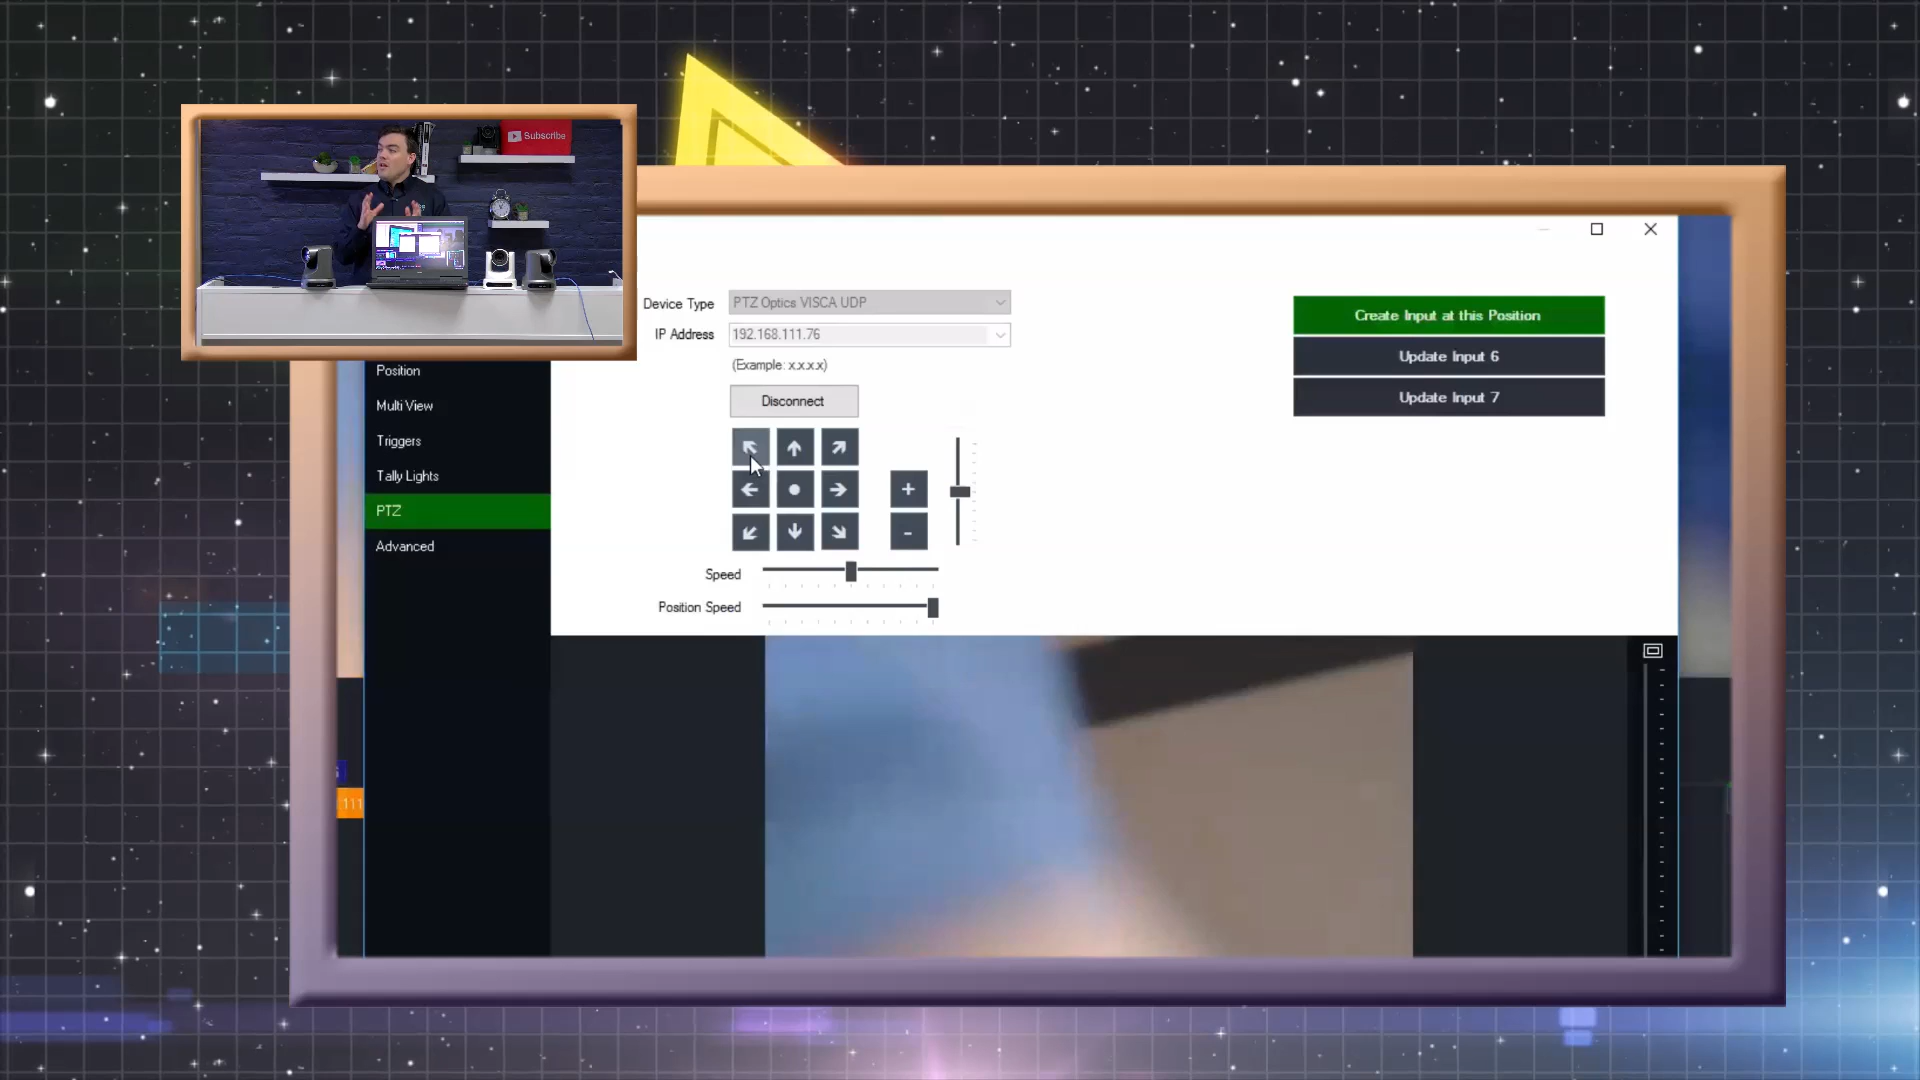 Subscribe
Device Type
PTZ Optics VISCA UDP
IP Address
192.168.111.76
(Example: x.x.x.x)
Disconnect
Create Input at this Position
Update Input 6
Update Input 7
Position
Multi View
Triggers
Tally Lights
PTZ
Advanced
+
-
Speed
Position Speed
111